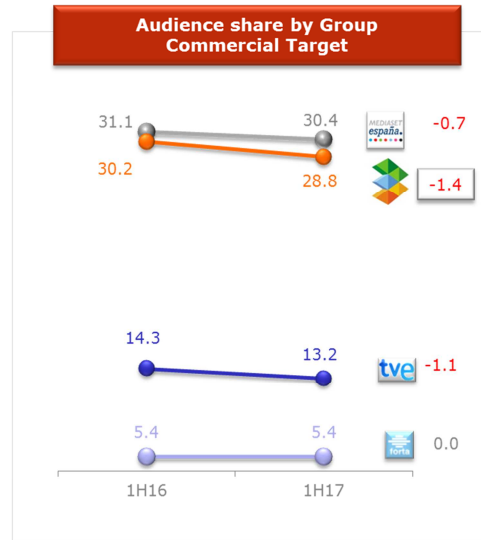 Audience share by Group
Commercial Target
31.1
30.4
MEDIASET
españa.
-0.7
30.2
28.8
-1.4
14.3
13.2
tve
-1.1
5.4
5.4
forta
0.0
1H16
1H17